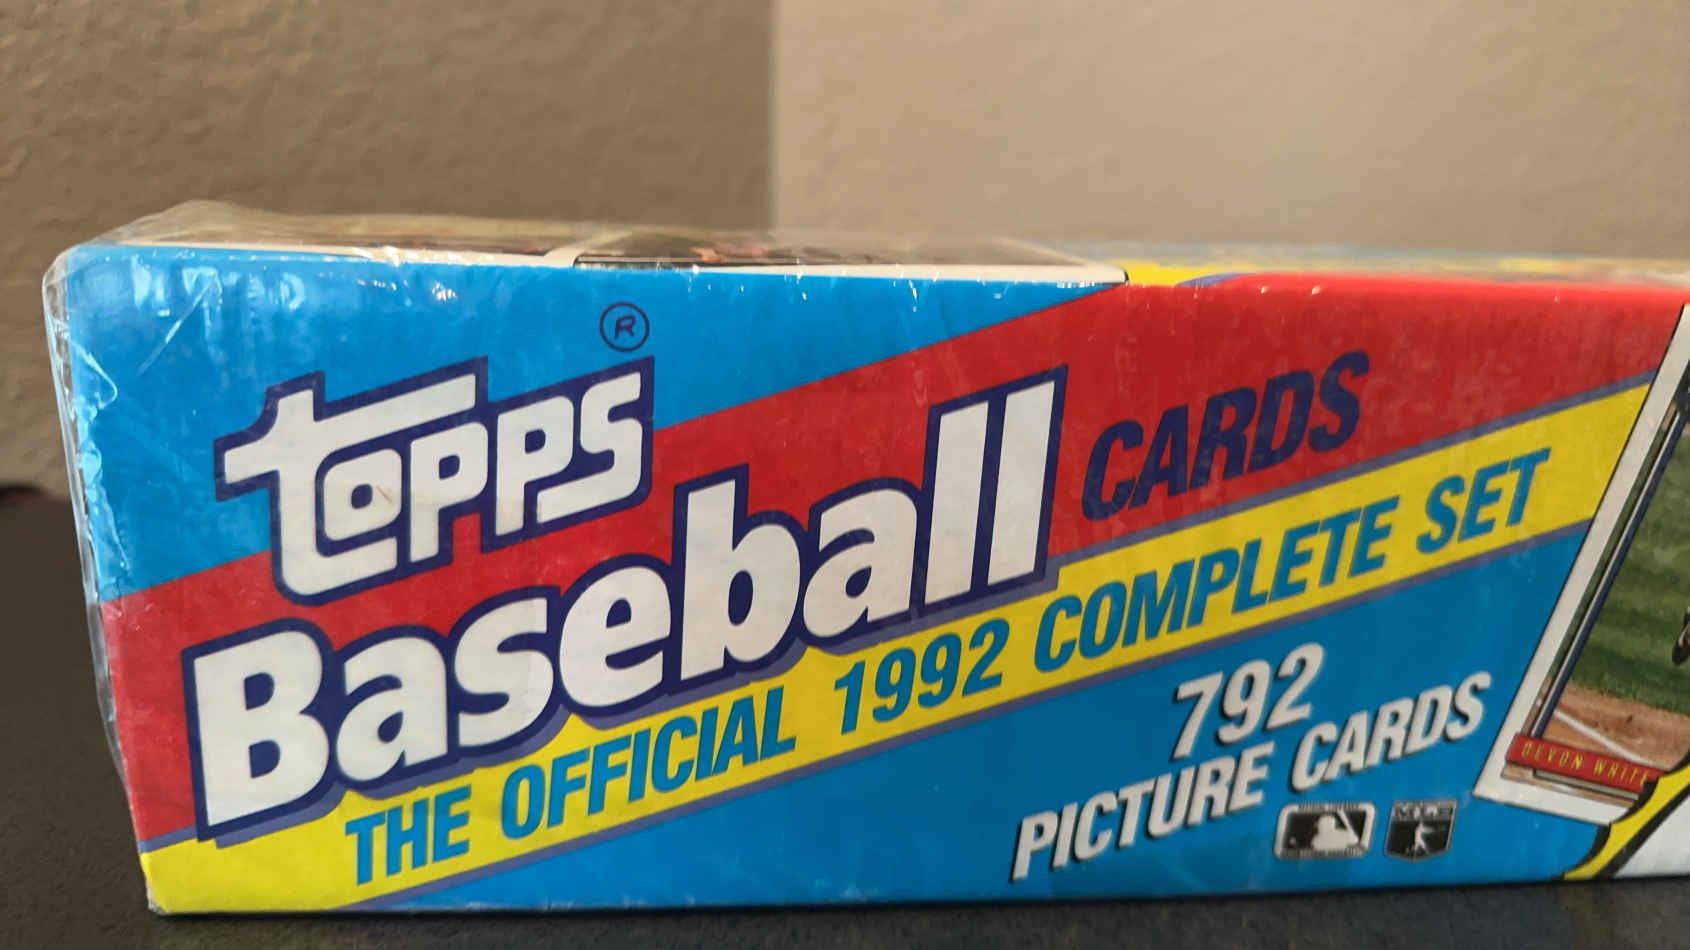 ®
TOPPS
Baseball CARDS
THE OFFICIAL 1992 COMPLETE SET
792
PICTURE CARDS
DEVON WHITE